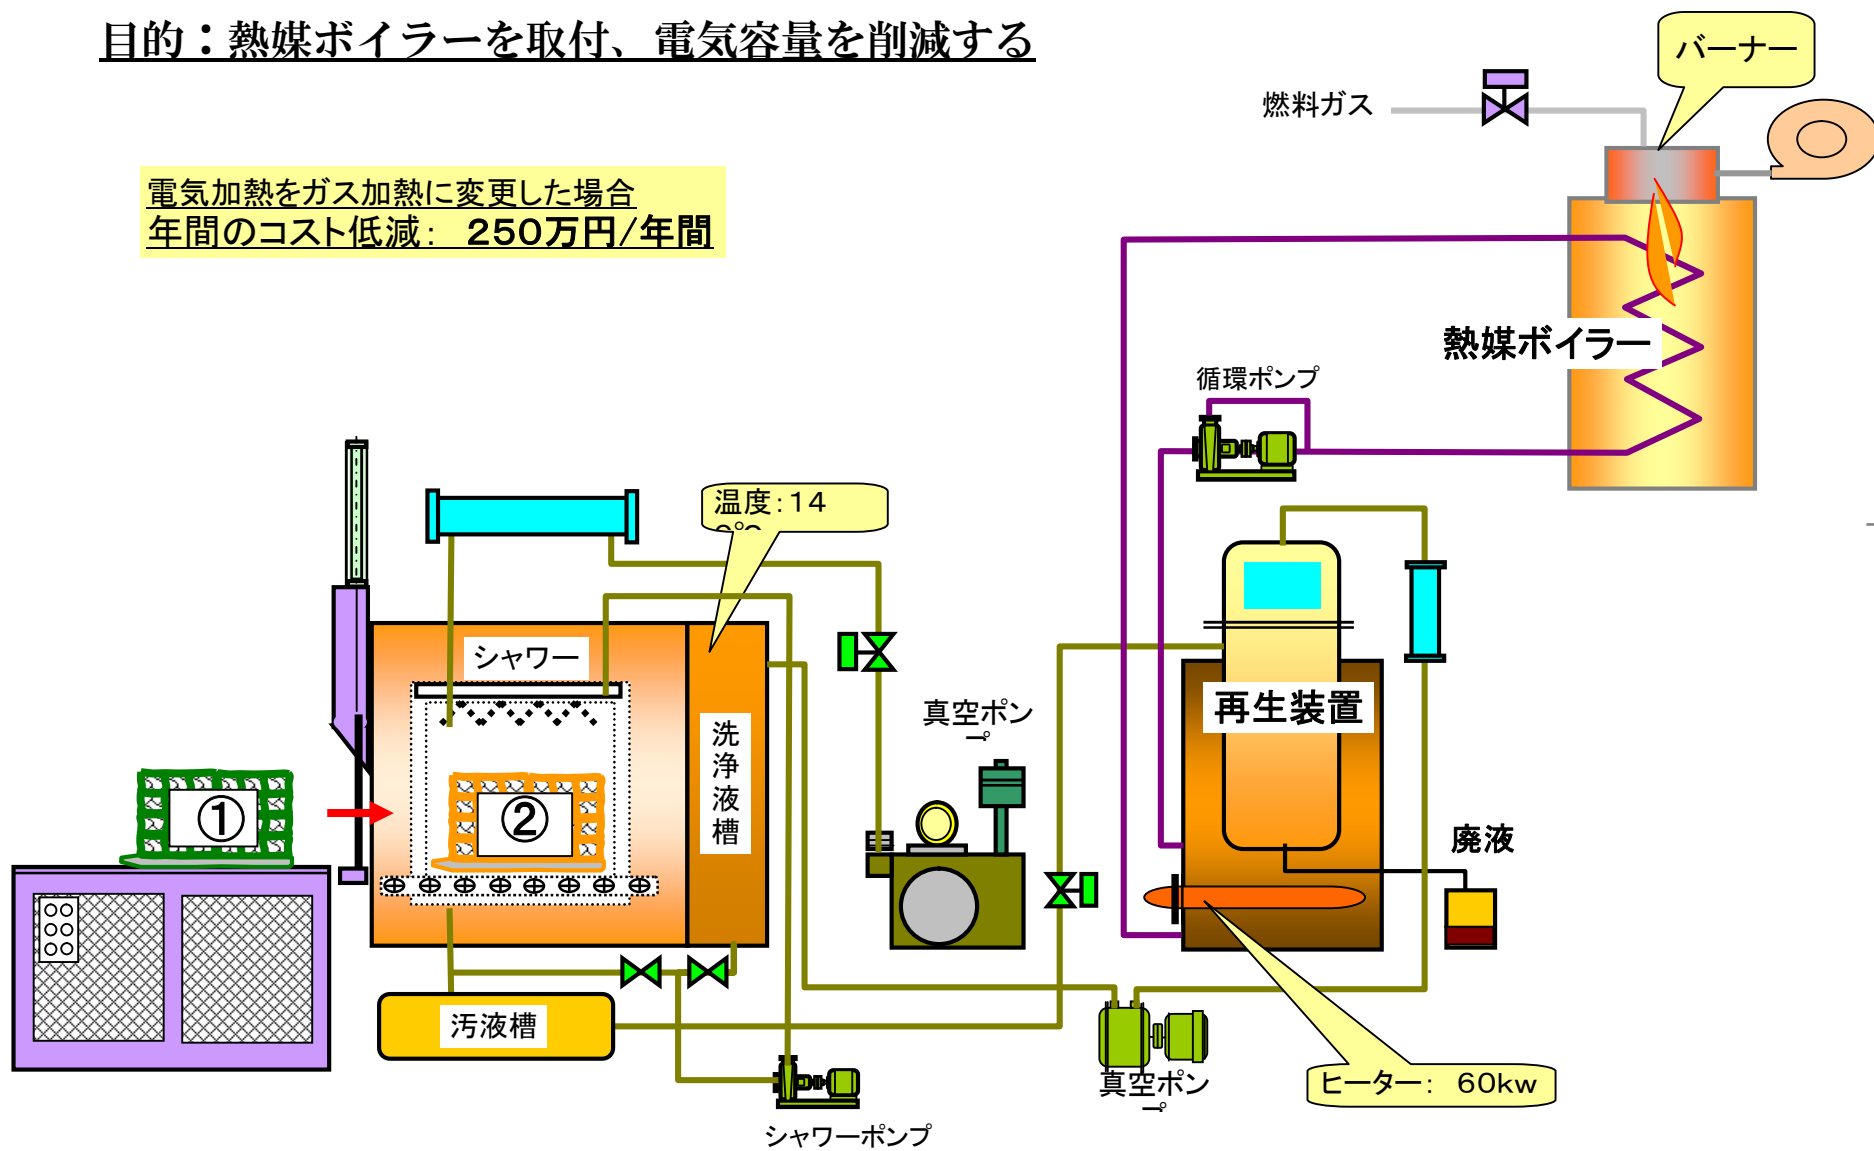 目的：熱媒ボイラーを取付、電気容量を削減する
バーナー
燃料ガス
電気加熱をガス加熱に変更した場合
年間のコスト低減： 250万円/年間
熱媒ボイラー
循環ポンプ
温度：14
シャワー
再生装置
真空ポン
プ
洗
浄
液
槽
①
②
廃液
汚液槽
ヒーター： 60kw
真空ポン
プ
シャワーポンプ